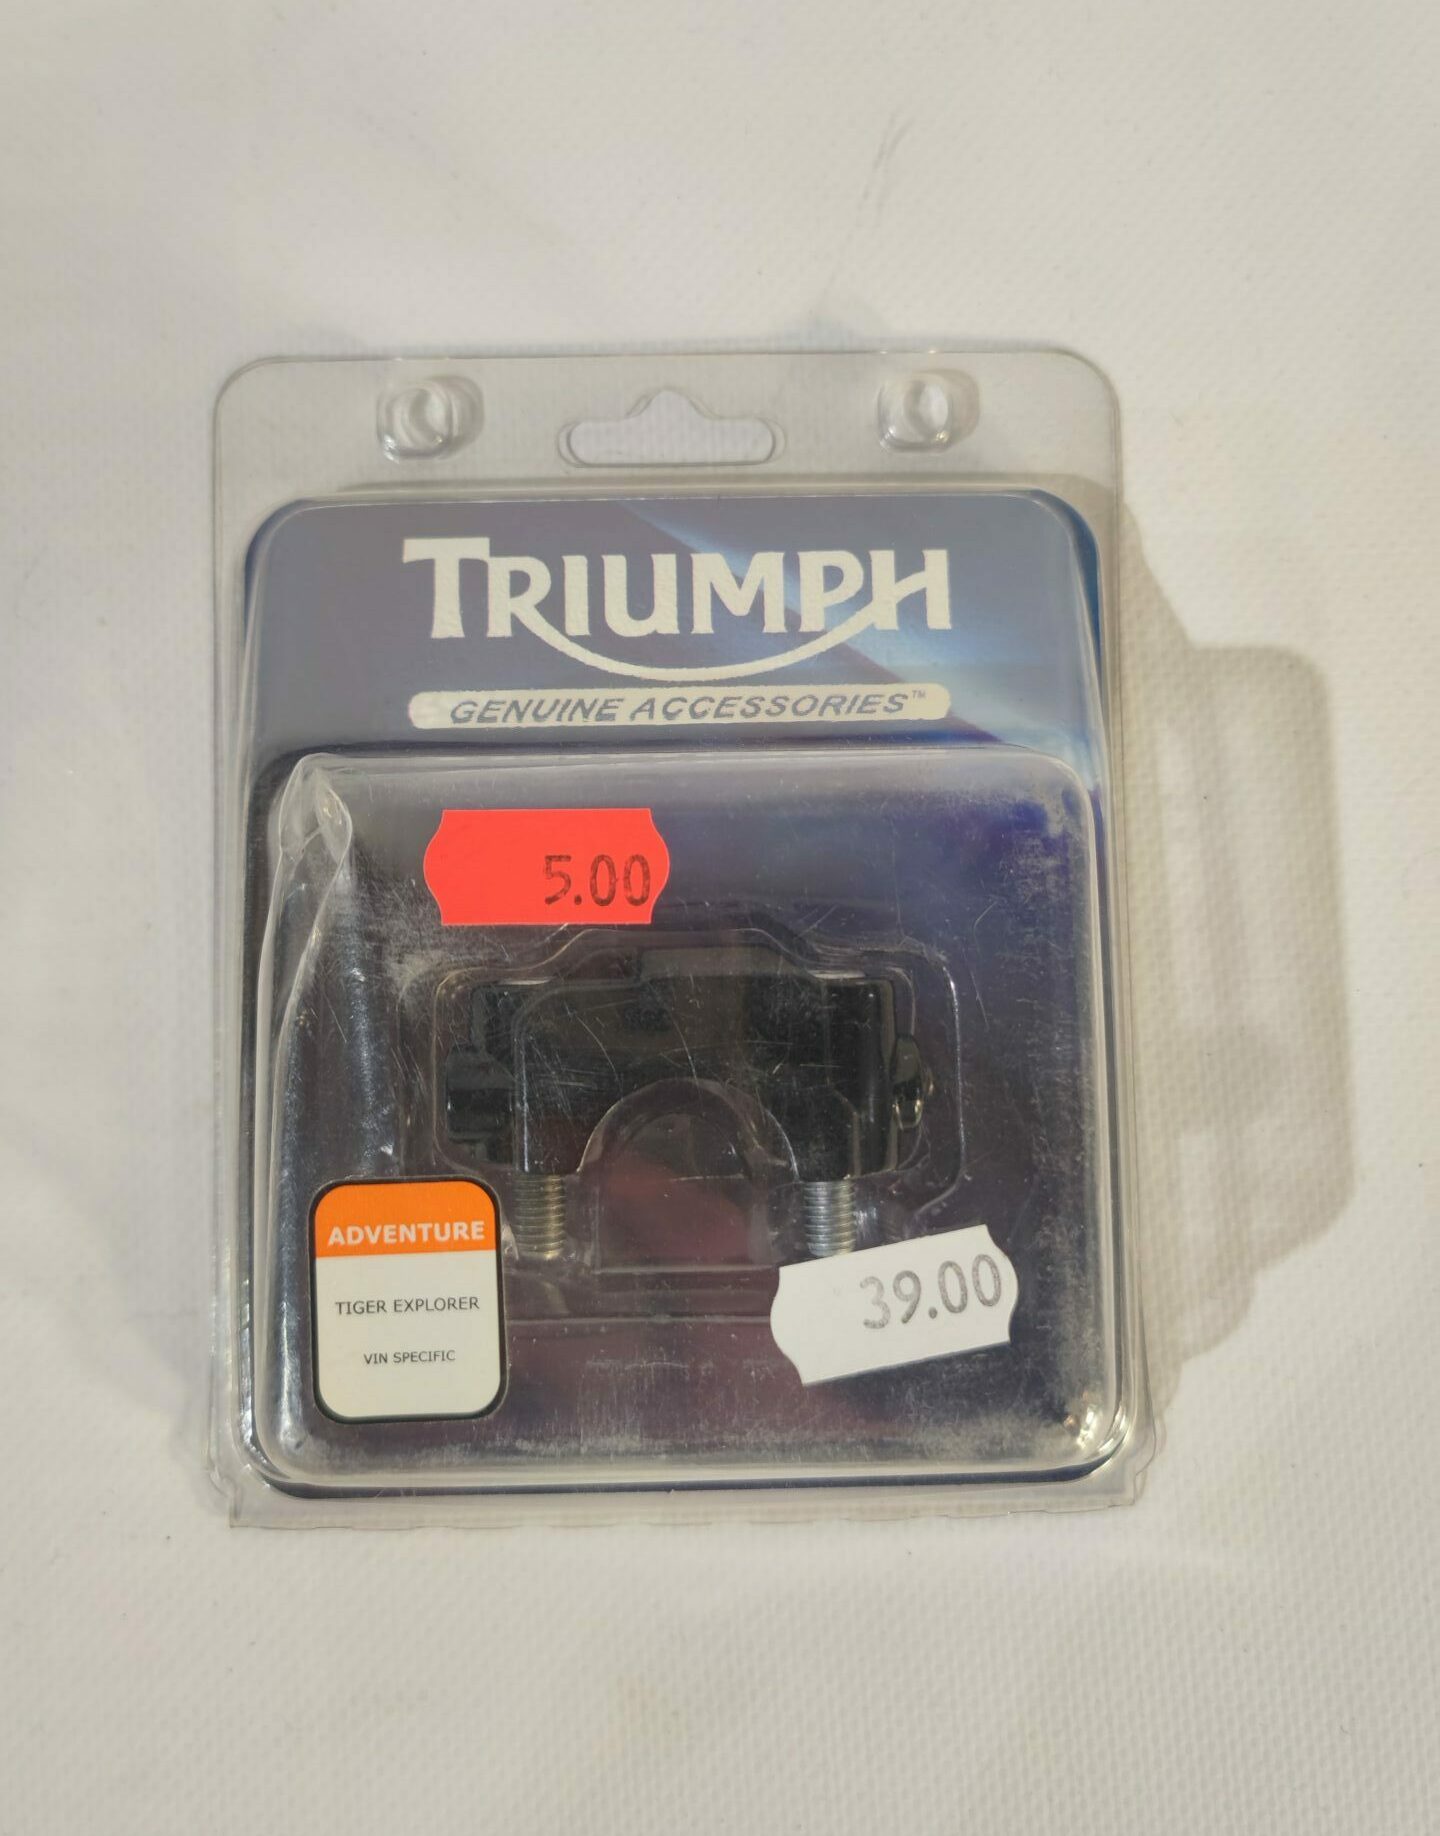 TRIUMPH
GENUINE ACCESSORIES™
5.00
ADVENTURE
TIGER EXPLORER
VIN SPECIFIC
39.00